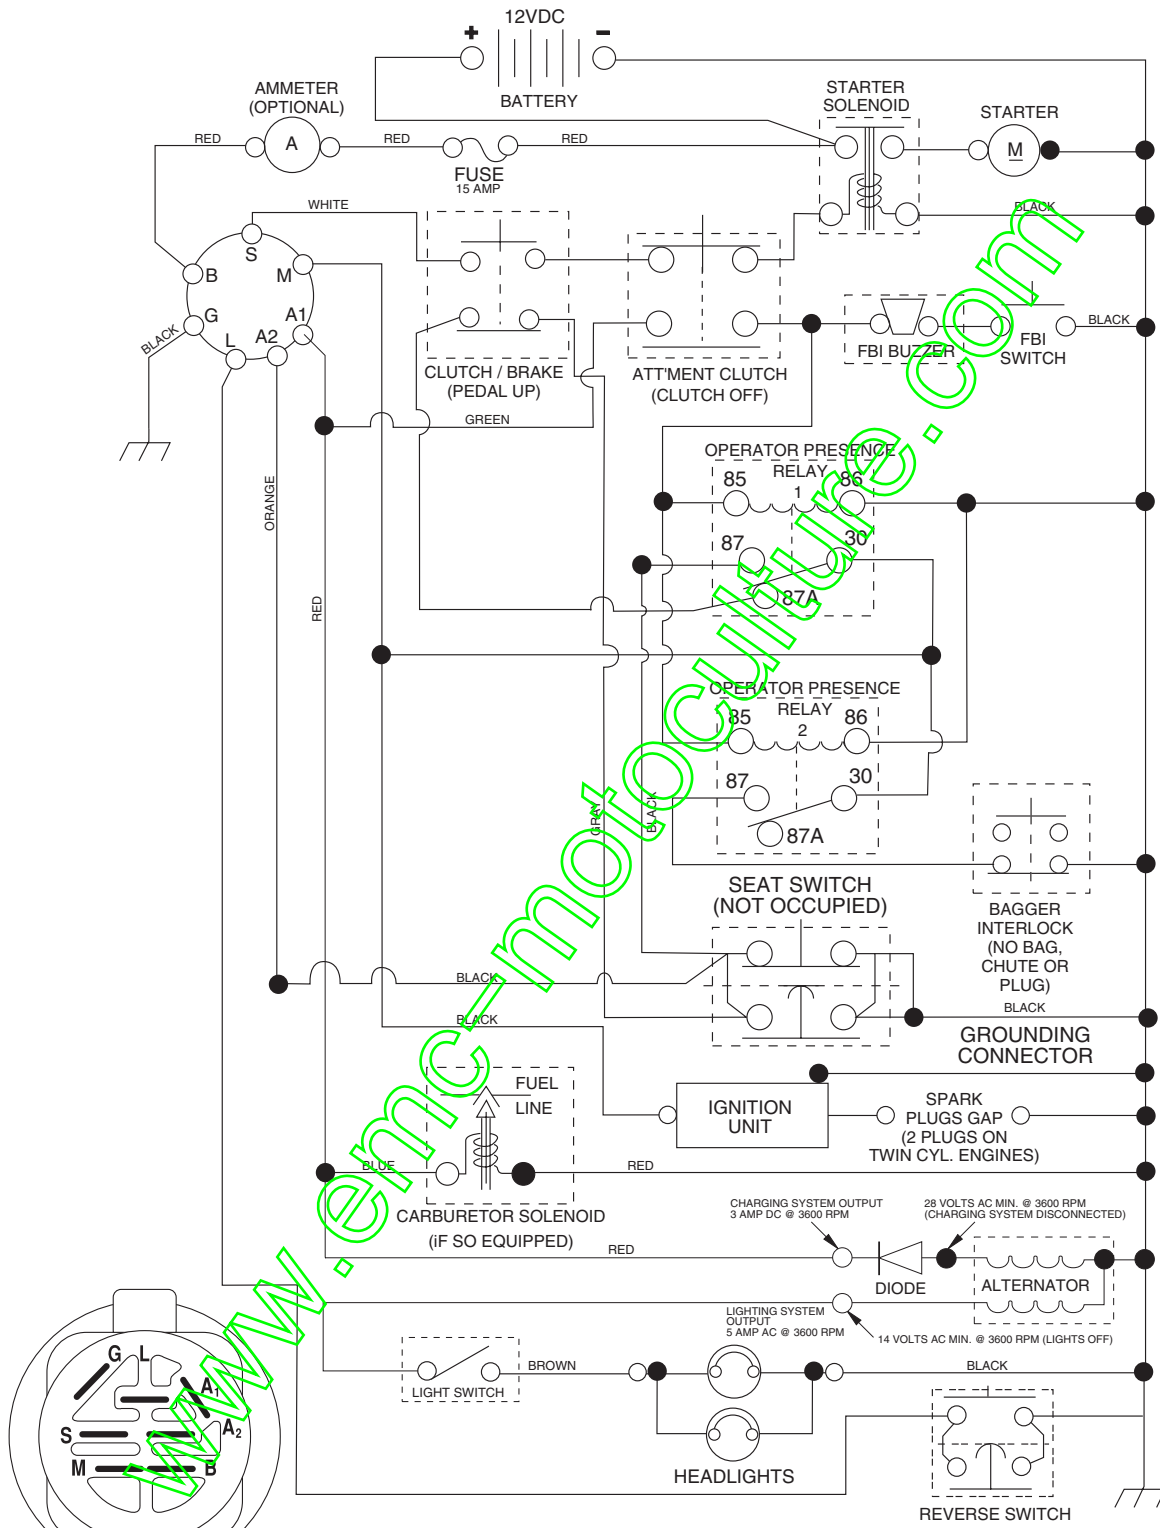 12VDC
+
–
BATTERY
AMMETER
(OPTIONAL)
A
RED
RED
RED
FUSE
15 AMP
STARTER
SOLENOID
STARTER
M
BLACK
WHITE
S
B
M
G
A1
L
A2
BLACK
CLUTCH / BRAKE
(PEDAL UP)
ATT'MENT CLUTCH
(CLUTCH OFF)
FBI BUZZER
FBI
SWITCH
BLACK
GREEN
ORANGE
RED
OPERATOR PRESENCE
RELAY
1
85
86
87
30
87A
OPERATOR PRESENCE
RELAY
2
85
86
87
30
87A
GRAY
BLACK
BAGGER
INTERLOCK
(NO BAG,
CHUTE OR
PLUG)
SEAT SWITCH
(NOT OCCUPIED)
BLACK
BLACK
BLACK
GROUNDING
CONNECTOR
FUEL
LINE
IGNITION
UNIT
SPARK
PLUGS GAP
(2 PLUGS ON
TWIN CYL. ENGINES)
BLUE
RED
CARBURETOR SOLENOID
(iF SO EQUIPPED)
RED
CHARGING SYSTEM OUTPUT
3 AMP DC @ 3600 RPM
28 VOLTS AC MIN. @ 3600 RPM
(CHARGING SYSTEM DISCONNECTED)
DIODE
ALTERNATOR
LIGHTING SYSTEM
OUTPUT
5 AMP AC @ 3600 RPM
14 VOLTS AC MIN. @ 3600 RPM (LIGHTS OFF)
LIGHT SWITCH
BROWN
BLACK
HEADLIGHTS
REVERSE SWITCH
G
L
A1
A2
S
M
B
www.emc-motoculture.com